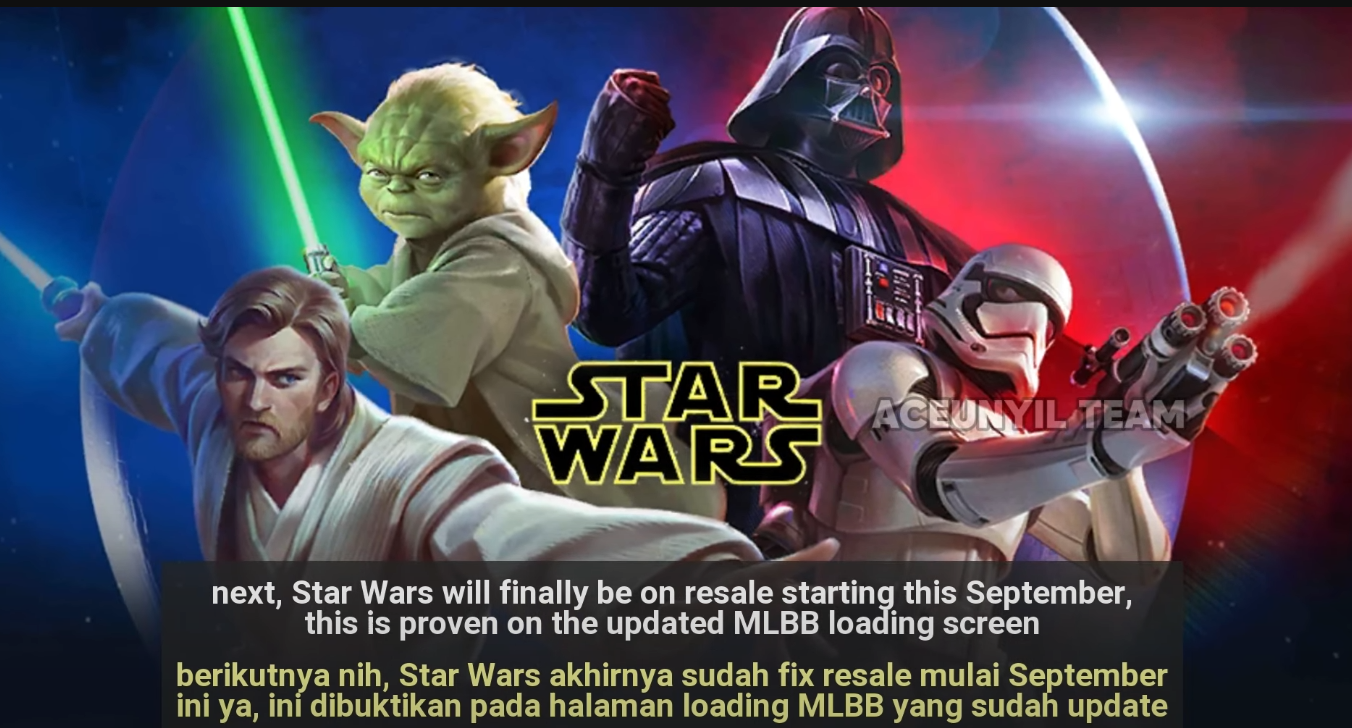 STAR
WARS
ACEUNYIL TEAM
next, Star Wars will finally be on resale starting this September,
this is proven on the updated MLBB loading screen
berikutnya nih, Star Wars akhirnya sudah fix resale mulai September
ini ya, ini dibuktikan pada halaman loading MLBB yang sudah update